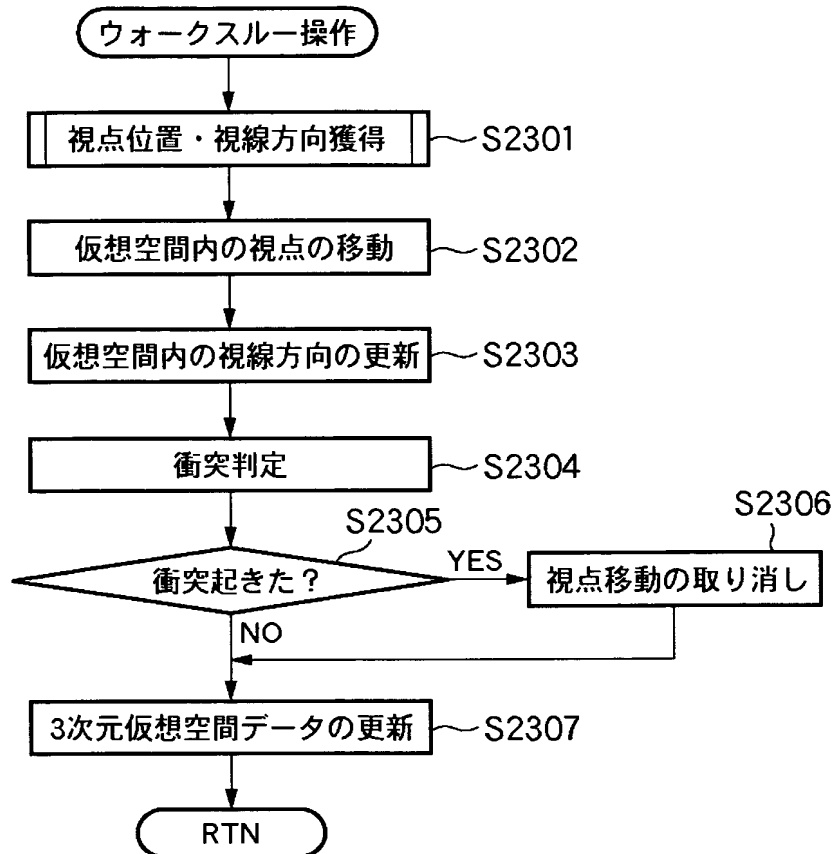 ウォークスルー操作
視点位置・視線方向獲得
S2301
仮想空間内の視点の移動
S2302
仮想空間内の視線方向の更新
S2303
衝突判定
S2304
S2305
衝突起きた？
YES
S2306
視点移動の取り消し
NO
3次元仮想空間データの更新
S2307
RTN